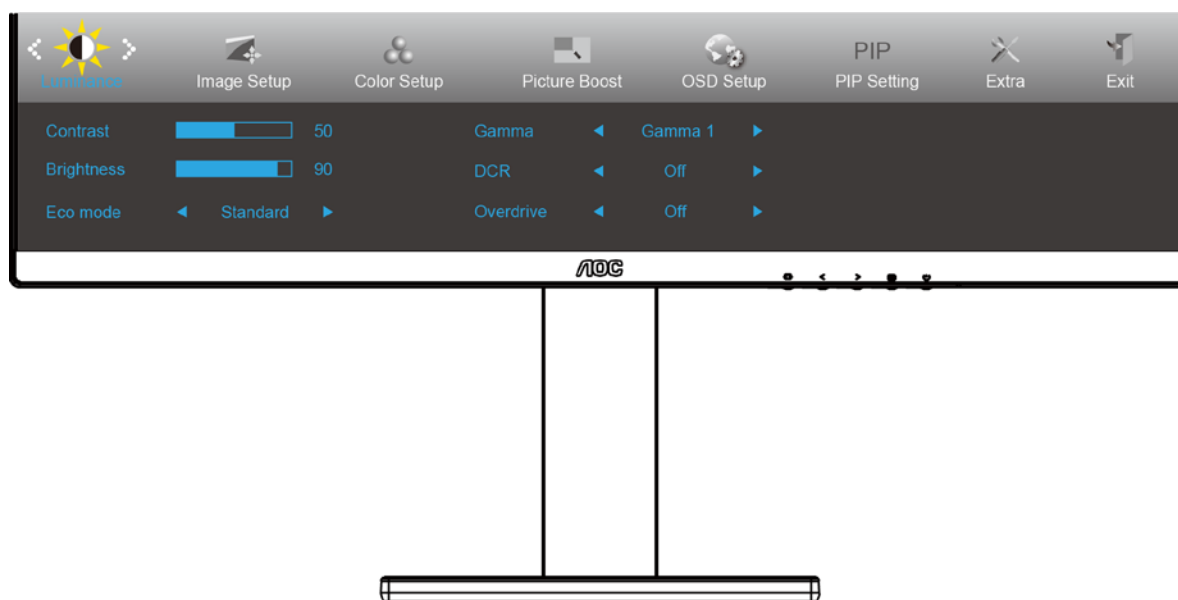 PIP
Luminance Image Setup Color Setup Picture Boost OSD Setup PIP Setting Extra Exit
Contrast 50 Gamma Gamma 1
Brightness 90 DCR Off
Eco mode Standard Overdrive Off
AOC